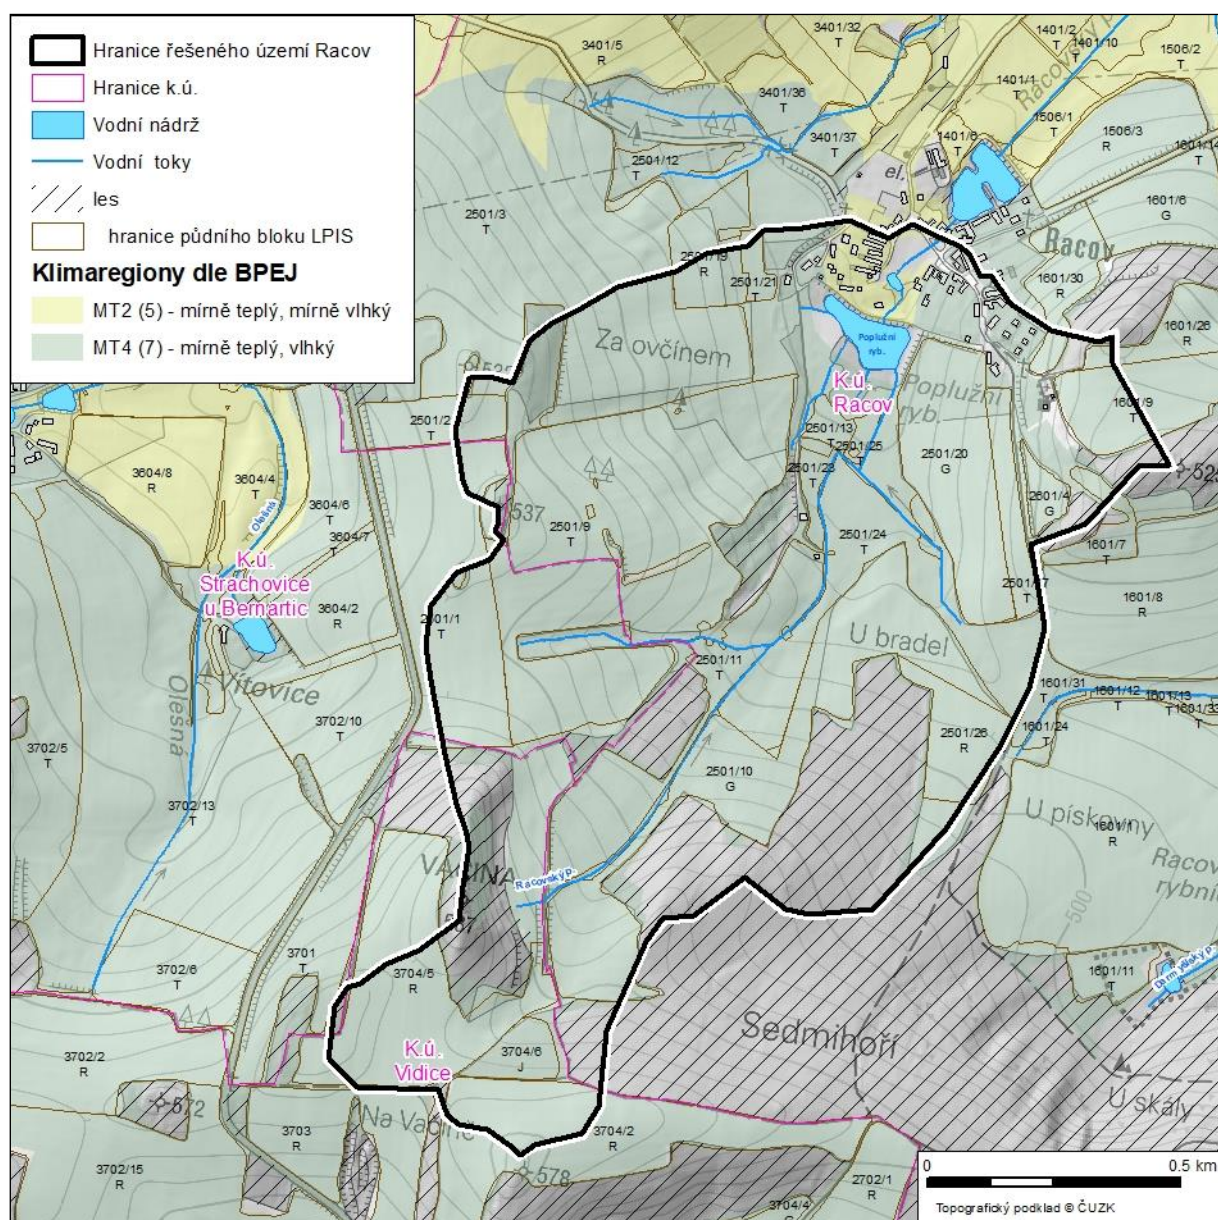 Hranice řešeného území Racov
Hranice k.ú.
Vodní nádrž
Vodní toky
les
hranice půdního bloku LPIS
Klimaregiony dle BPEJ
MT2 (5) - mírně teplý, mírně vlhký
MT4 (7) - mírně teplý, vlhký
3401/5
R
3401/32
T
1401/2
T
1401/10
T
1506/2
T
1401/1
T
3401/36
T
3401/37
T
1506/1
T
1506/3
R
1401/6
T
1601/14
T
2501/12
T
el.
2501/3
T
1601/6
G
Racov
2501/19
R
2501/21
T
1601/30
R
1601/26
R
Za ovčínem
Poplužní
ryb.
K.ú.
Racov
Poplužní
ryb.
1601/9
T
2501/2
T
2501/13
T
2501/25
T
2501/23
T
2501/20
G
2601/4
G
3604/8
R
3604/4
T
Olešná
3604/6
T
3604/7
T
537
2501/9
T
2501/24
T
1601/7
T
2501/17
T
1601/8
R
K.ú.
Strachovice
u Bernartic
3604/2
R
2501/1
T
U bradel
Vítovice
Olešná
2501/11
T
1601/31
T
1601/12
T
1601/13
T
1601/33
T
1601/24
T
3702/10
T
3702/5
T
2501/26
R
2501/10
G
3702/13
T
U pískovny
1601/1
R
Racov
rybní
Racovský p.
500
3701
T
3702/6
T
3704/5
R
1601/11
T
Darmyšlský p.
Sedmihoří
K.ú.
Vidice
3704/6
J
3702/2
R
572
U skály
3703
R
3704/2
R
578
3702/15
R
2702/1
R
3704/4
0
0.5 km
Topografický podklad © ČUZK